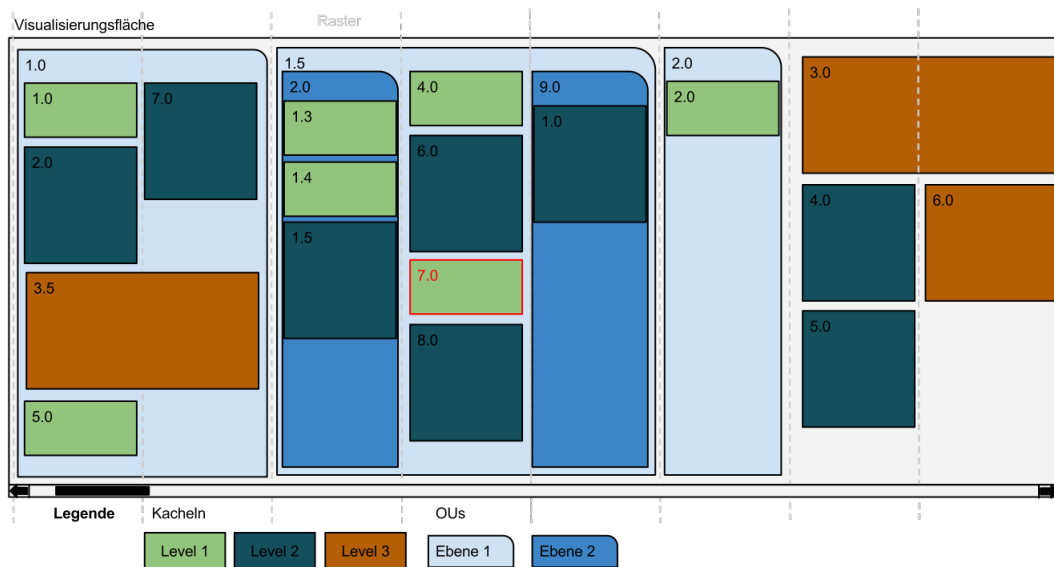 Visualisierungsfläche
Raster
1.0
1.0
7.0
2.0
3.5
5.0
1.5
2.0
1.3
1.4
1.5
4.0
6.0
7.0
8.0
9.0
1.0
2.0
2.0
3.0
4.0
6.0
5.0
Legende
Kacheln
OUs
Level 1
Level 2
Level 3
Ebene 1
Ebene 2